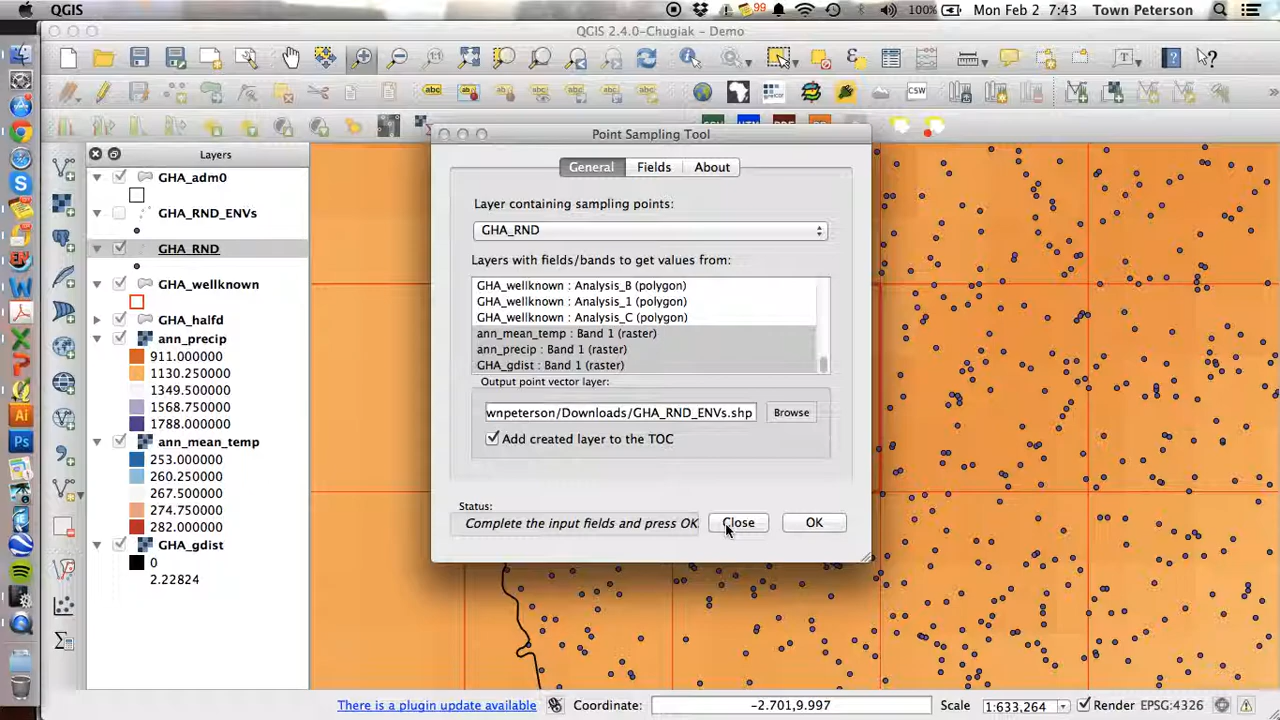 QGIS
99
100%
Mon Feb 2 7:43
Town Peterson
QGIS 2.4.0-Chugiak - Demo
CSW
Layers
GHA_adm0
GHA_RND_ENVs
GHA_RND
GHA_wellknown
GHA_halfd
ann_precip
911.000000
1130.250000
1349.500000
1568.750000
1788.000000
ann_mean_temp
253.000000
260.250000
267.500000
274.750000
282.000000
GHA_gdist
0
2.22824
Point Sampling Tool
General
Fields
About
Layer containing sampling points:
GHA_RND
Layers with fields/bands to get values from:
GHA_wellknown : Analysis_B (polygon)
GHA_wellknown : Analysis_1 (polygon)
GHA_wellknown : Analysis_C (polygon)
ann_mean_temp : Band 1 (raster)
ann_precip : Band 1 (raster)
GHA_gdist : Band 1 (raster)
Output point vector layer:
wnpeterson/Downloads/GHA_RND_ENVs.shp
Browse
Add created layer to the TOC
Status:
Complete the input fields and press OK
Close
OK
There is a plugin update available
Coordinate:
-2.701,9.997
Scale
1:633,264
Render
EPSG:4326